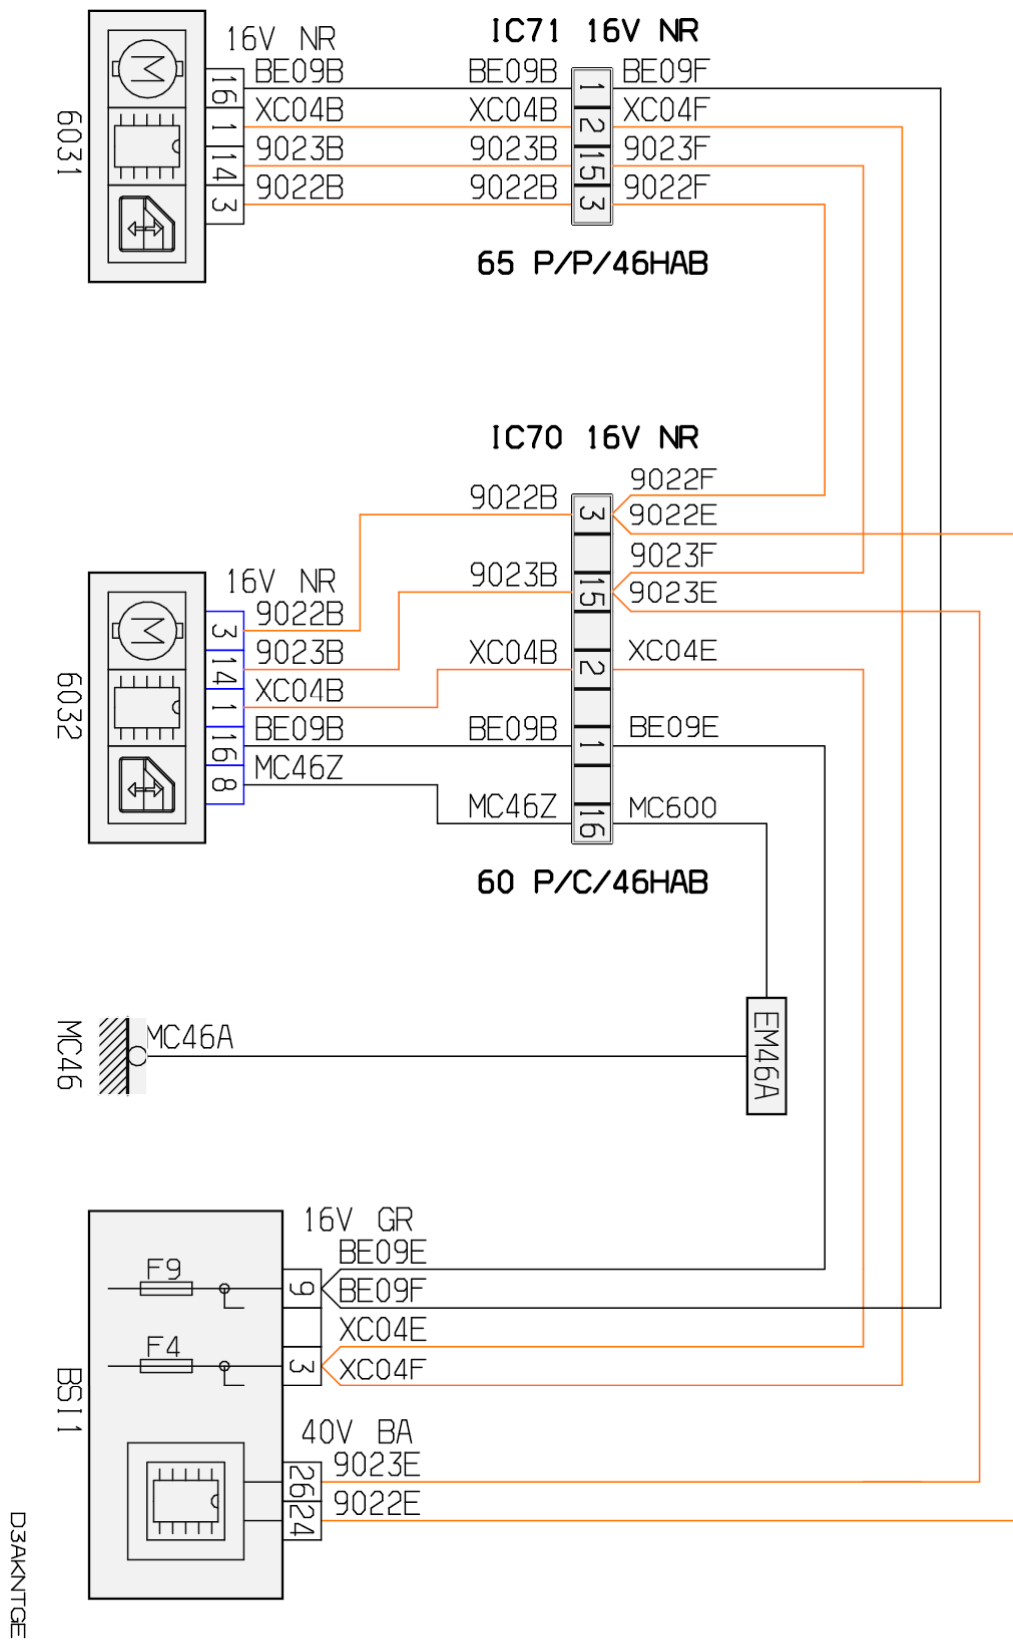 IC71 16V NR
16V NR
BE09B BE09B BE09F
16 1
XC04B XC04B XC04F
1 2
9023B 9023B 9023F
14 15
9022B 9022B 9022F
3 3
M
6031
65 P/P/46HAB
IC70 16V NR
9022F
9022B
3
9022E
9023F
9023B
15
9023E
16V NR
9022B
3
9023B
14
XC04B XC04E
2
XC04B
1
BE09B BE09B BE09E
16 1
MC46Z
8
MC46Z MC600
16
M
6032
60 P/C/46HAB
MC46A
MC46
EM46A
16V GR
BE09E
F9
9
BE09F
XC04E
F4
3
XC04F
BSI1
40V BA
9023E
26
9022E
24
D3AKNTGE